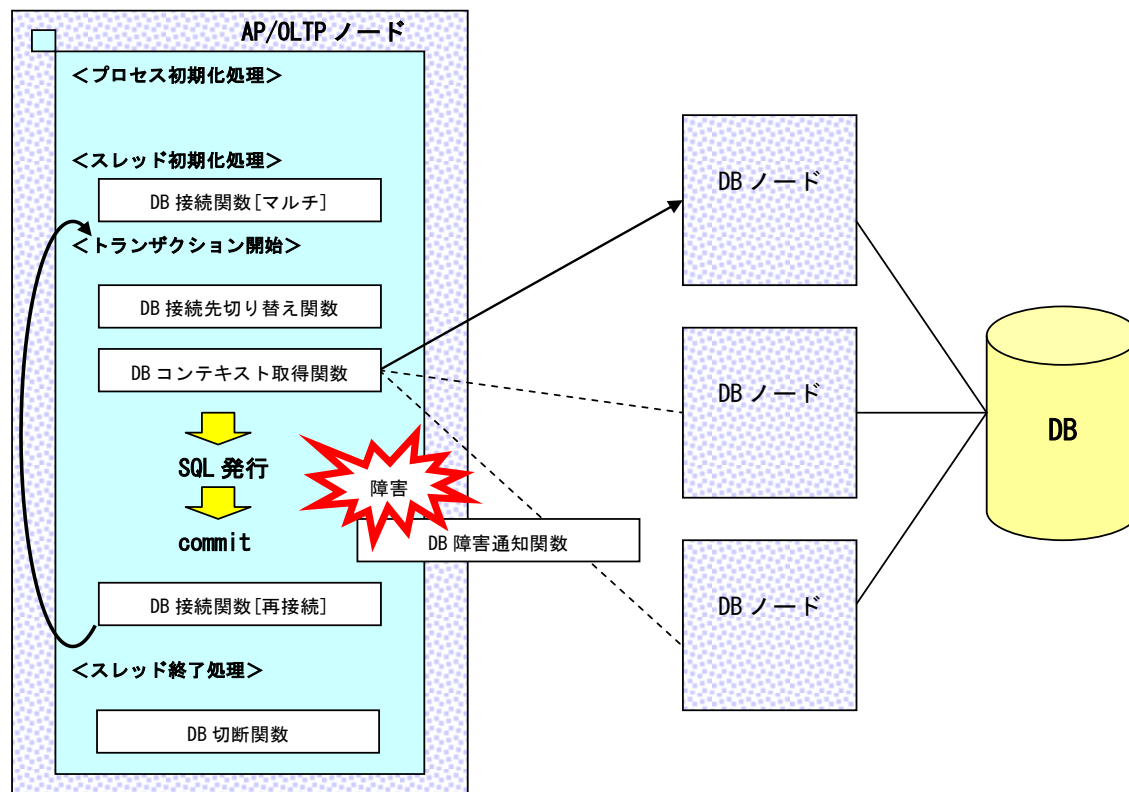 AP/OLTP ノード
＜プロセス初期化処理＞
＜スレッド初期化処理＞
DB 接続関数[マルチ]
＜トランザクション開始＞
DB 接続先切り替え関数
DB コンテキスト取得関数
SQL 発行
障害
commit
DB 障害通知関数
DB 接続関数[再接続]
＜スレッド終了処理＞
DB 切断関数
DB ノード
DB ノード
DB ノード
DB